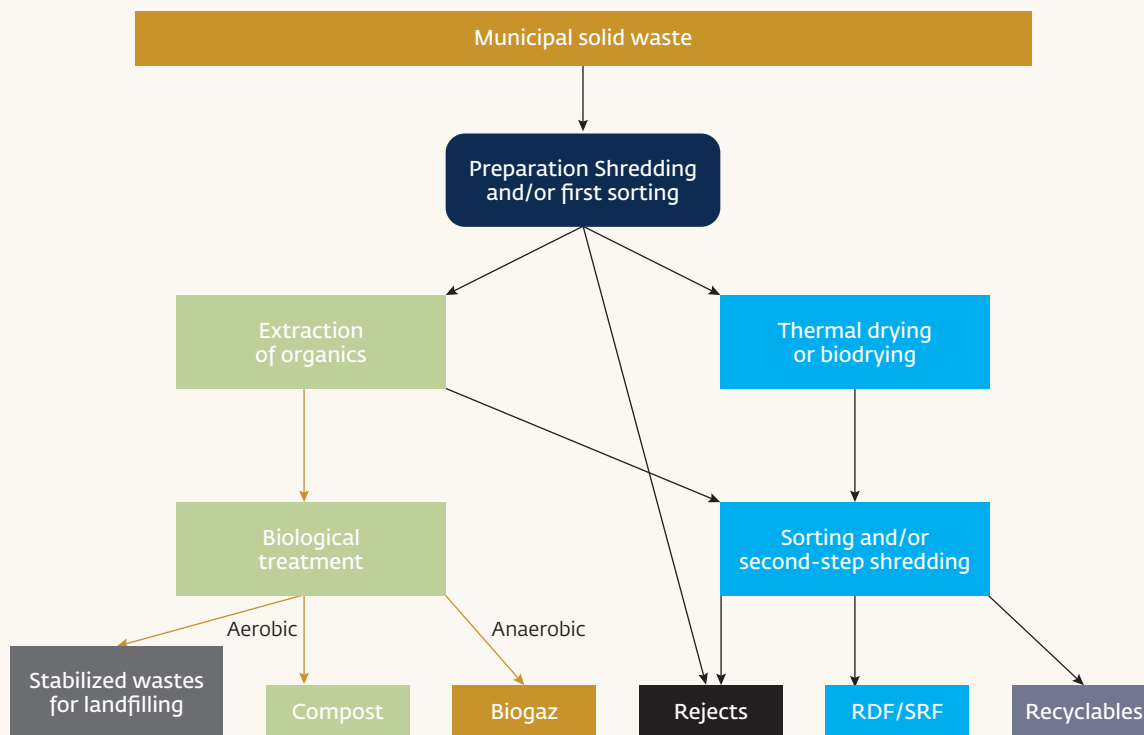 Municipal solid waste
Preparation Shredding
and/or first sorting
Extraction
of organics
Thermal drying
or biodrying
Biological
treatment
Sorting and/or
second-step shredding
Aerobic
Anaerobic
Stabilized wastes
for landfilling
Compost
Biogaz
Rejects
RDF/SRF
Recyclables